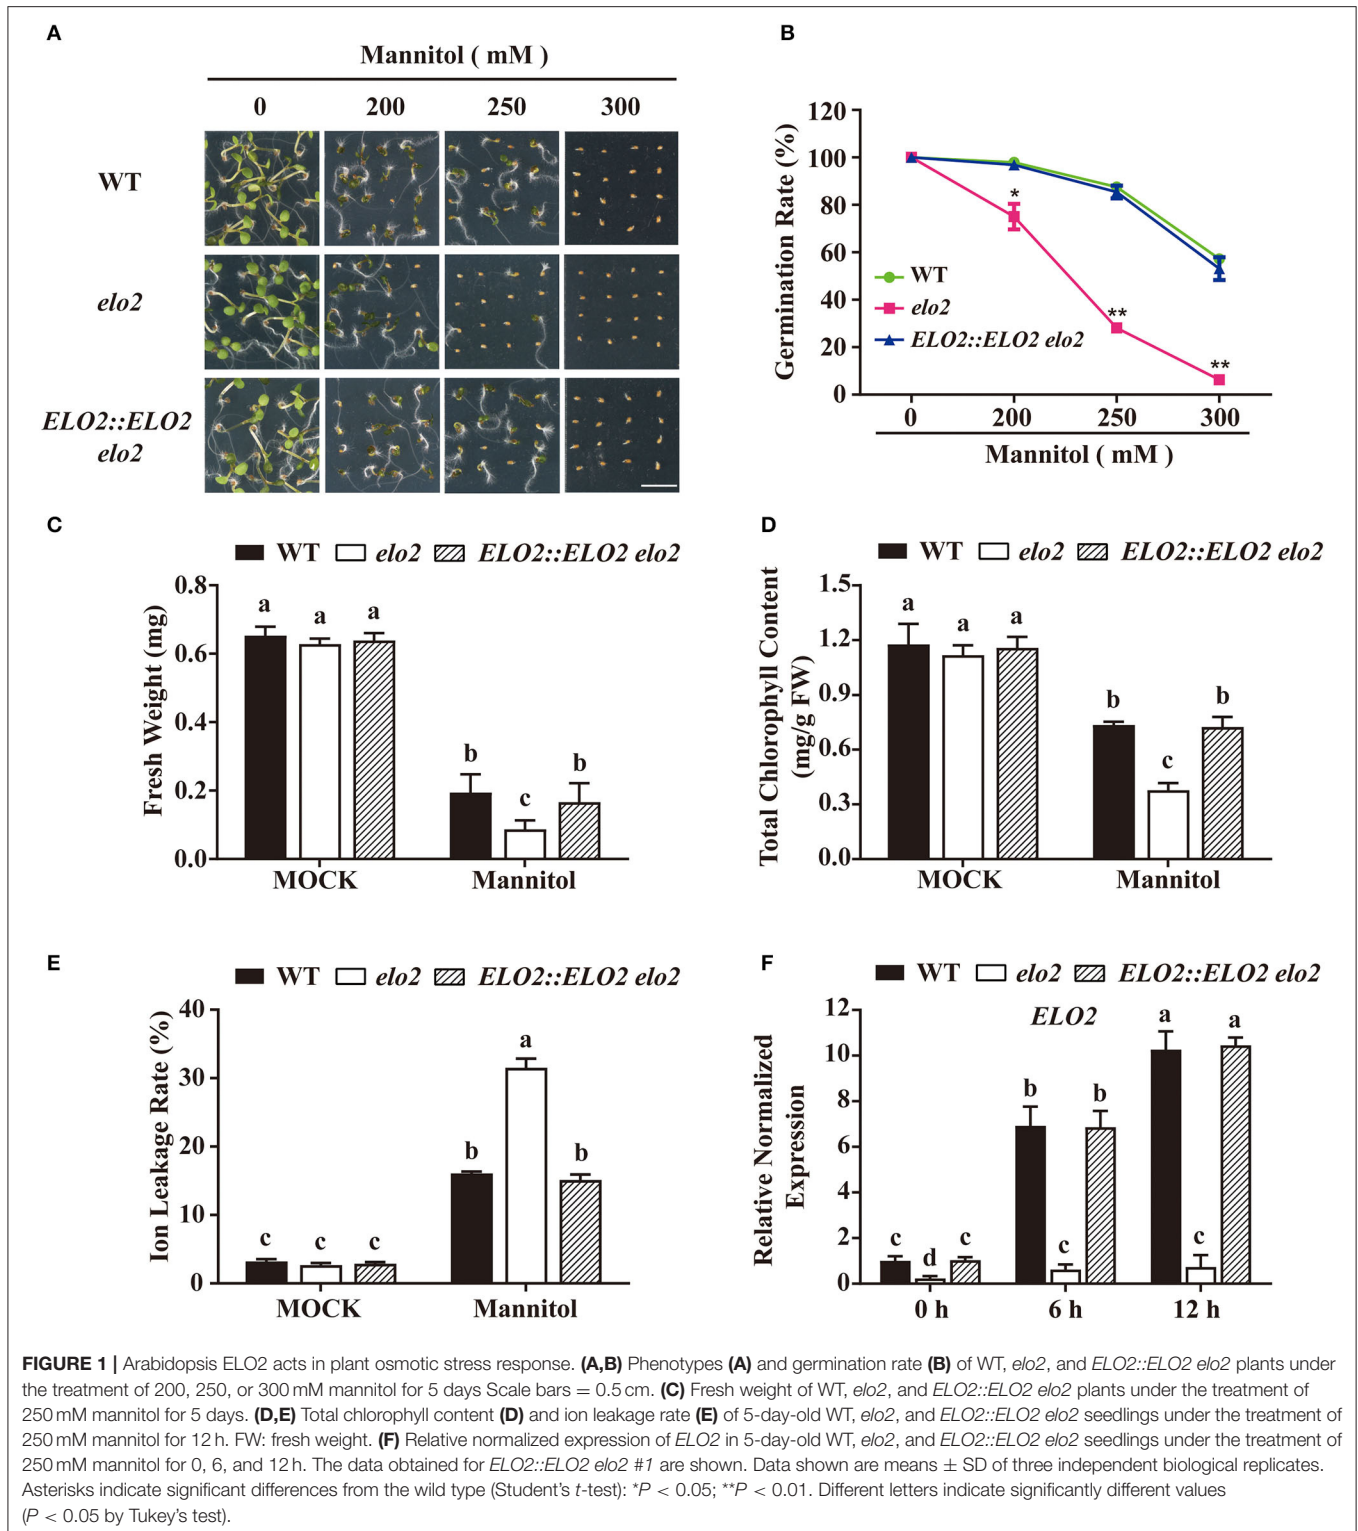 A
Mannitol ( mM )
0 200 250 300
WT
elo2
ELO2::ELO2
elo2
B
120
100
80
60
40
20
0
Germination Rate (%)
*
**
**
WT
elo2
ELO2::ELO2 elo2
0 200 250 300
Mannitol ( mM )
C
WT elo2 ELO2::ELO2 elo2
0.8
0.6
0.4
0.2
0.0
Fresh Weight (mg)
a a a
b c b
MOCK Mannitol
D
WT elo2 ELO2::ELO2 elo2
1.5
1.2
0.9
0.6
0.3
0.0
Total Chlorophyll Content
(mg/g FW)
a a a
b c b
MOCK Mannitol
E
WT elo2 ELO2::ELO2 elo2
40
30
20
10
0
Ion Leakage Rate (%)
c c c
b a b
MOCK Mannitol
F
WT elo2 ELO2::ELO2 elo2
ELO2
12
10
8
6
4
2
0
Relative Normalized
Expression
c d c
b c b
a c a
0 h 6 h 12 h
FIGURE 1 | Arabidopsis ELO2 acts in plant osmotic stress response. (A,B) Phenotypes (A) and germination rate (B) of WT, elo2, and ELO2::ELO2 elo2 plants under
the treatment of 200, 250, or 300 mM mannitol for 5 days Scale bars = 0.5 cm. (C) Fresh weight of WT, elo2, and ELO2::ELO2 elo2 plants under the treatment of
250 mM mannitol for 5 days. (D,E) Total chlorophyll content (D) and ion leakage rate (E) of 5-day-old WT, elo2, and ELO2::ELO2 elo2 seedlings under the treatment of
250 mM mannitol for 12 h. FW: fresh weight. (F) Relative normalized expression of ELO2 in 5-day-old WT, elo2, and ELO2::ELO2 elo2 seedlings under the treatment of
250 mM mannitol for 0, 6, and 12 h. The data obtained for ELO2::ELO2 elo2 #1 are shown. Data shown are means ± SD of three independent biological replicates.
Asterisks indicate significant differences from the wild type (Student's t-test): *P < 0.05; **P < 0.01. Different letters indicate significantly different values
(P < 0.05 by Tukey's test).